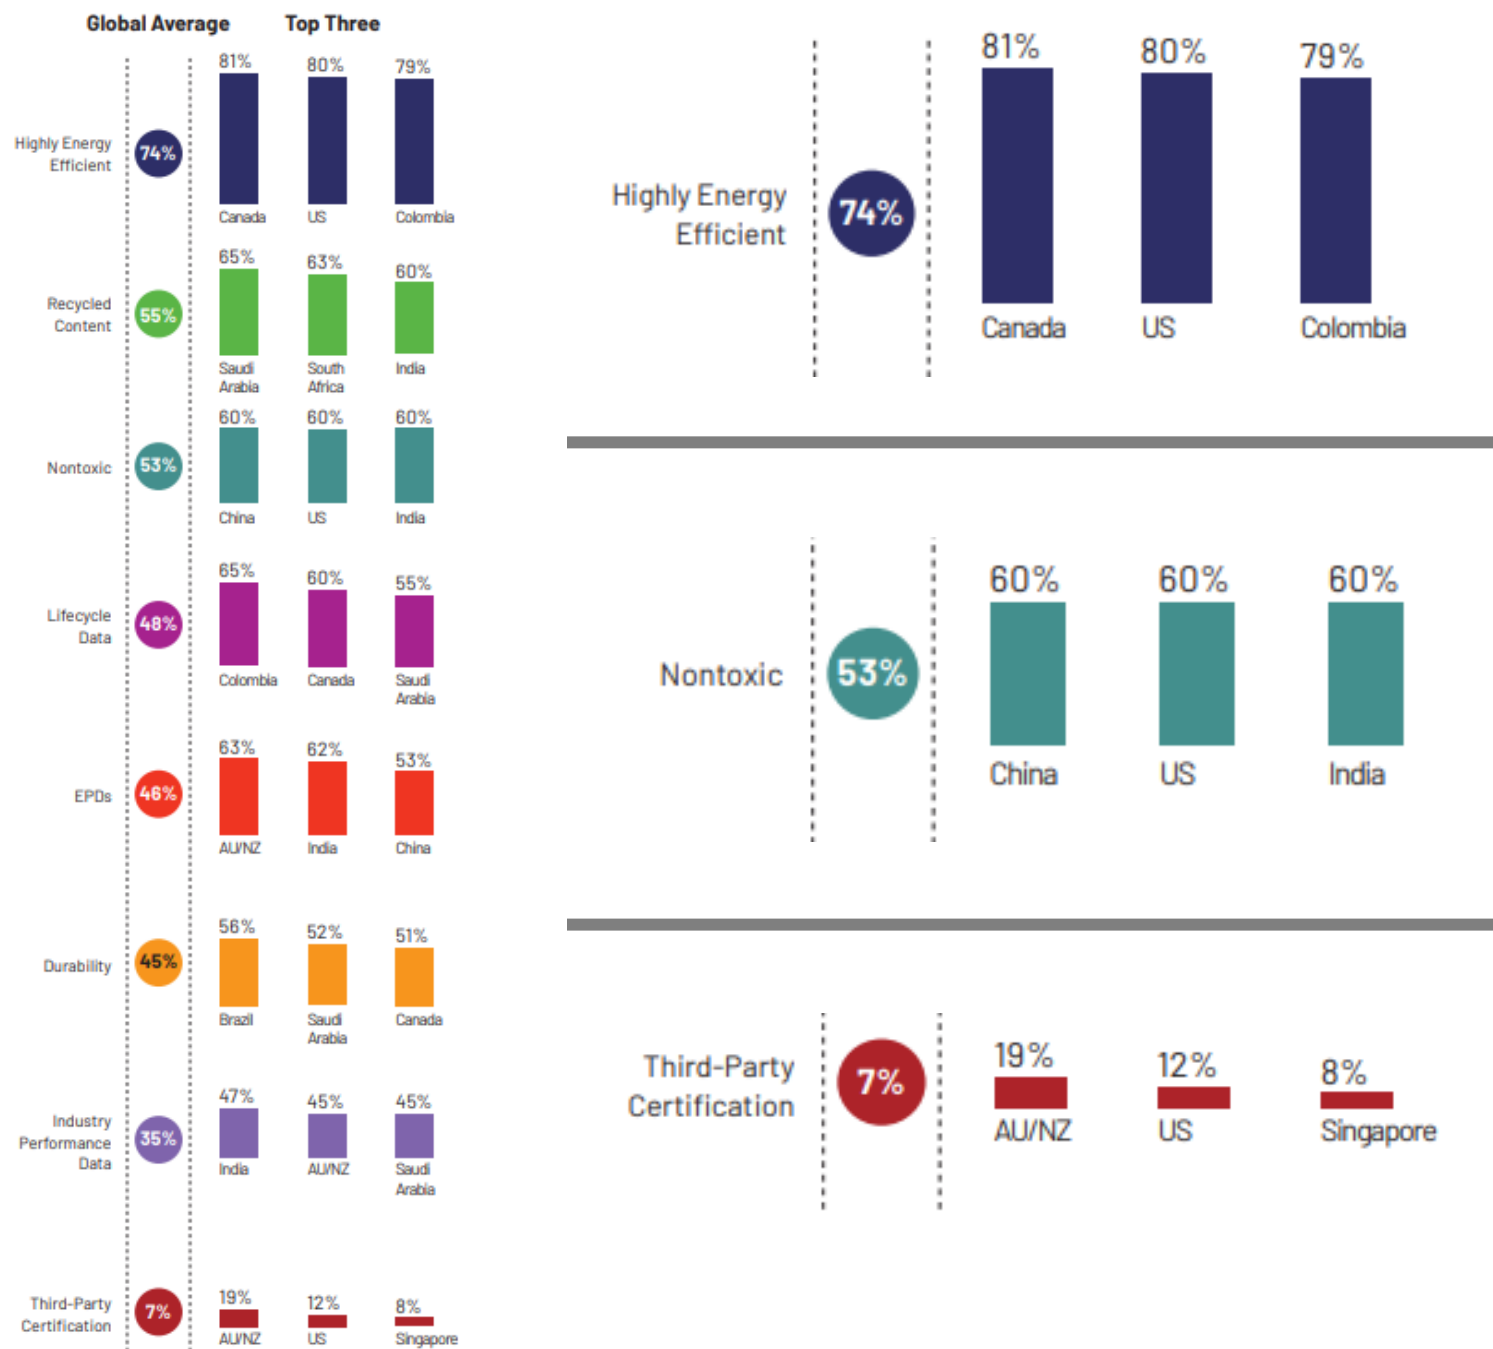 Global Average Top Three
81% 80% 79%
Highly Energy
Efficient
74%
Canada US Colombia
65% 63% 60%
Recycled
Content
55%
Saudi
Arabia
South
Africa
India
60% 60% 60%
Nontoxic
53%
China US India
65% 60% 55%
Lifecycle
Data
48%
Colombia Canada Saudi
Arabia
63% 62% 53%
EPDs
46%
AU/NZ India China
56% 52% 51%
Durability
45%
Brazil Saudi
Arabia
Canada
47% 45% 45%
Industry
Performance
Data
35%
India AU/NZ Saudi
Arabia
19% 12% 8%
Third-Party
Certification
7%
AU/NZ US Singapore
81% 80% 79%
Highly Energy
Efficient
74%
Canada US Colombia
60% 60% 60%
Nontoxic
53%
China US India
19% 12% 8%
Third-Party
Certification
7%
AU/NZ US Singapore